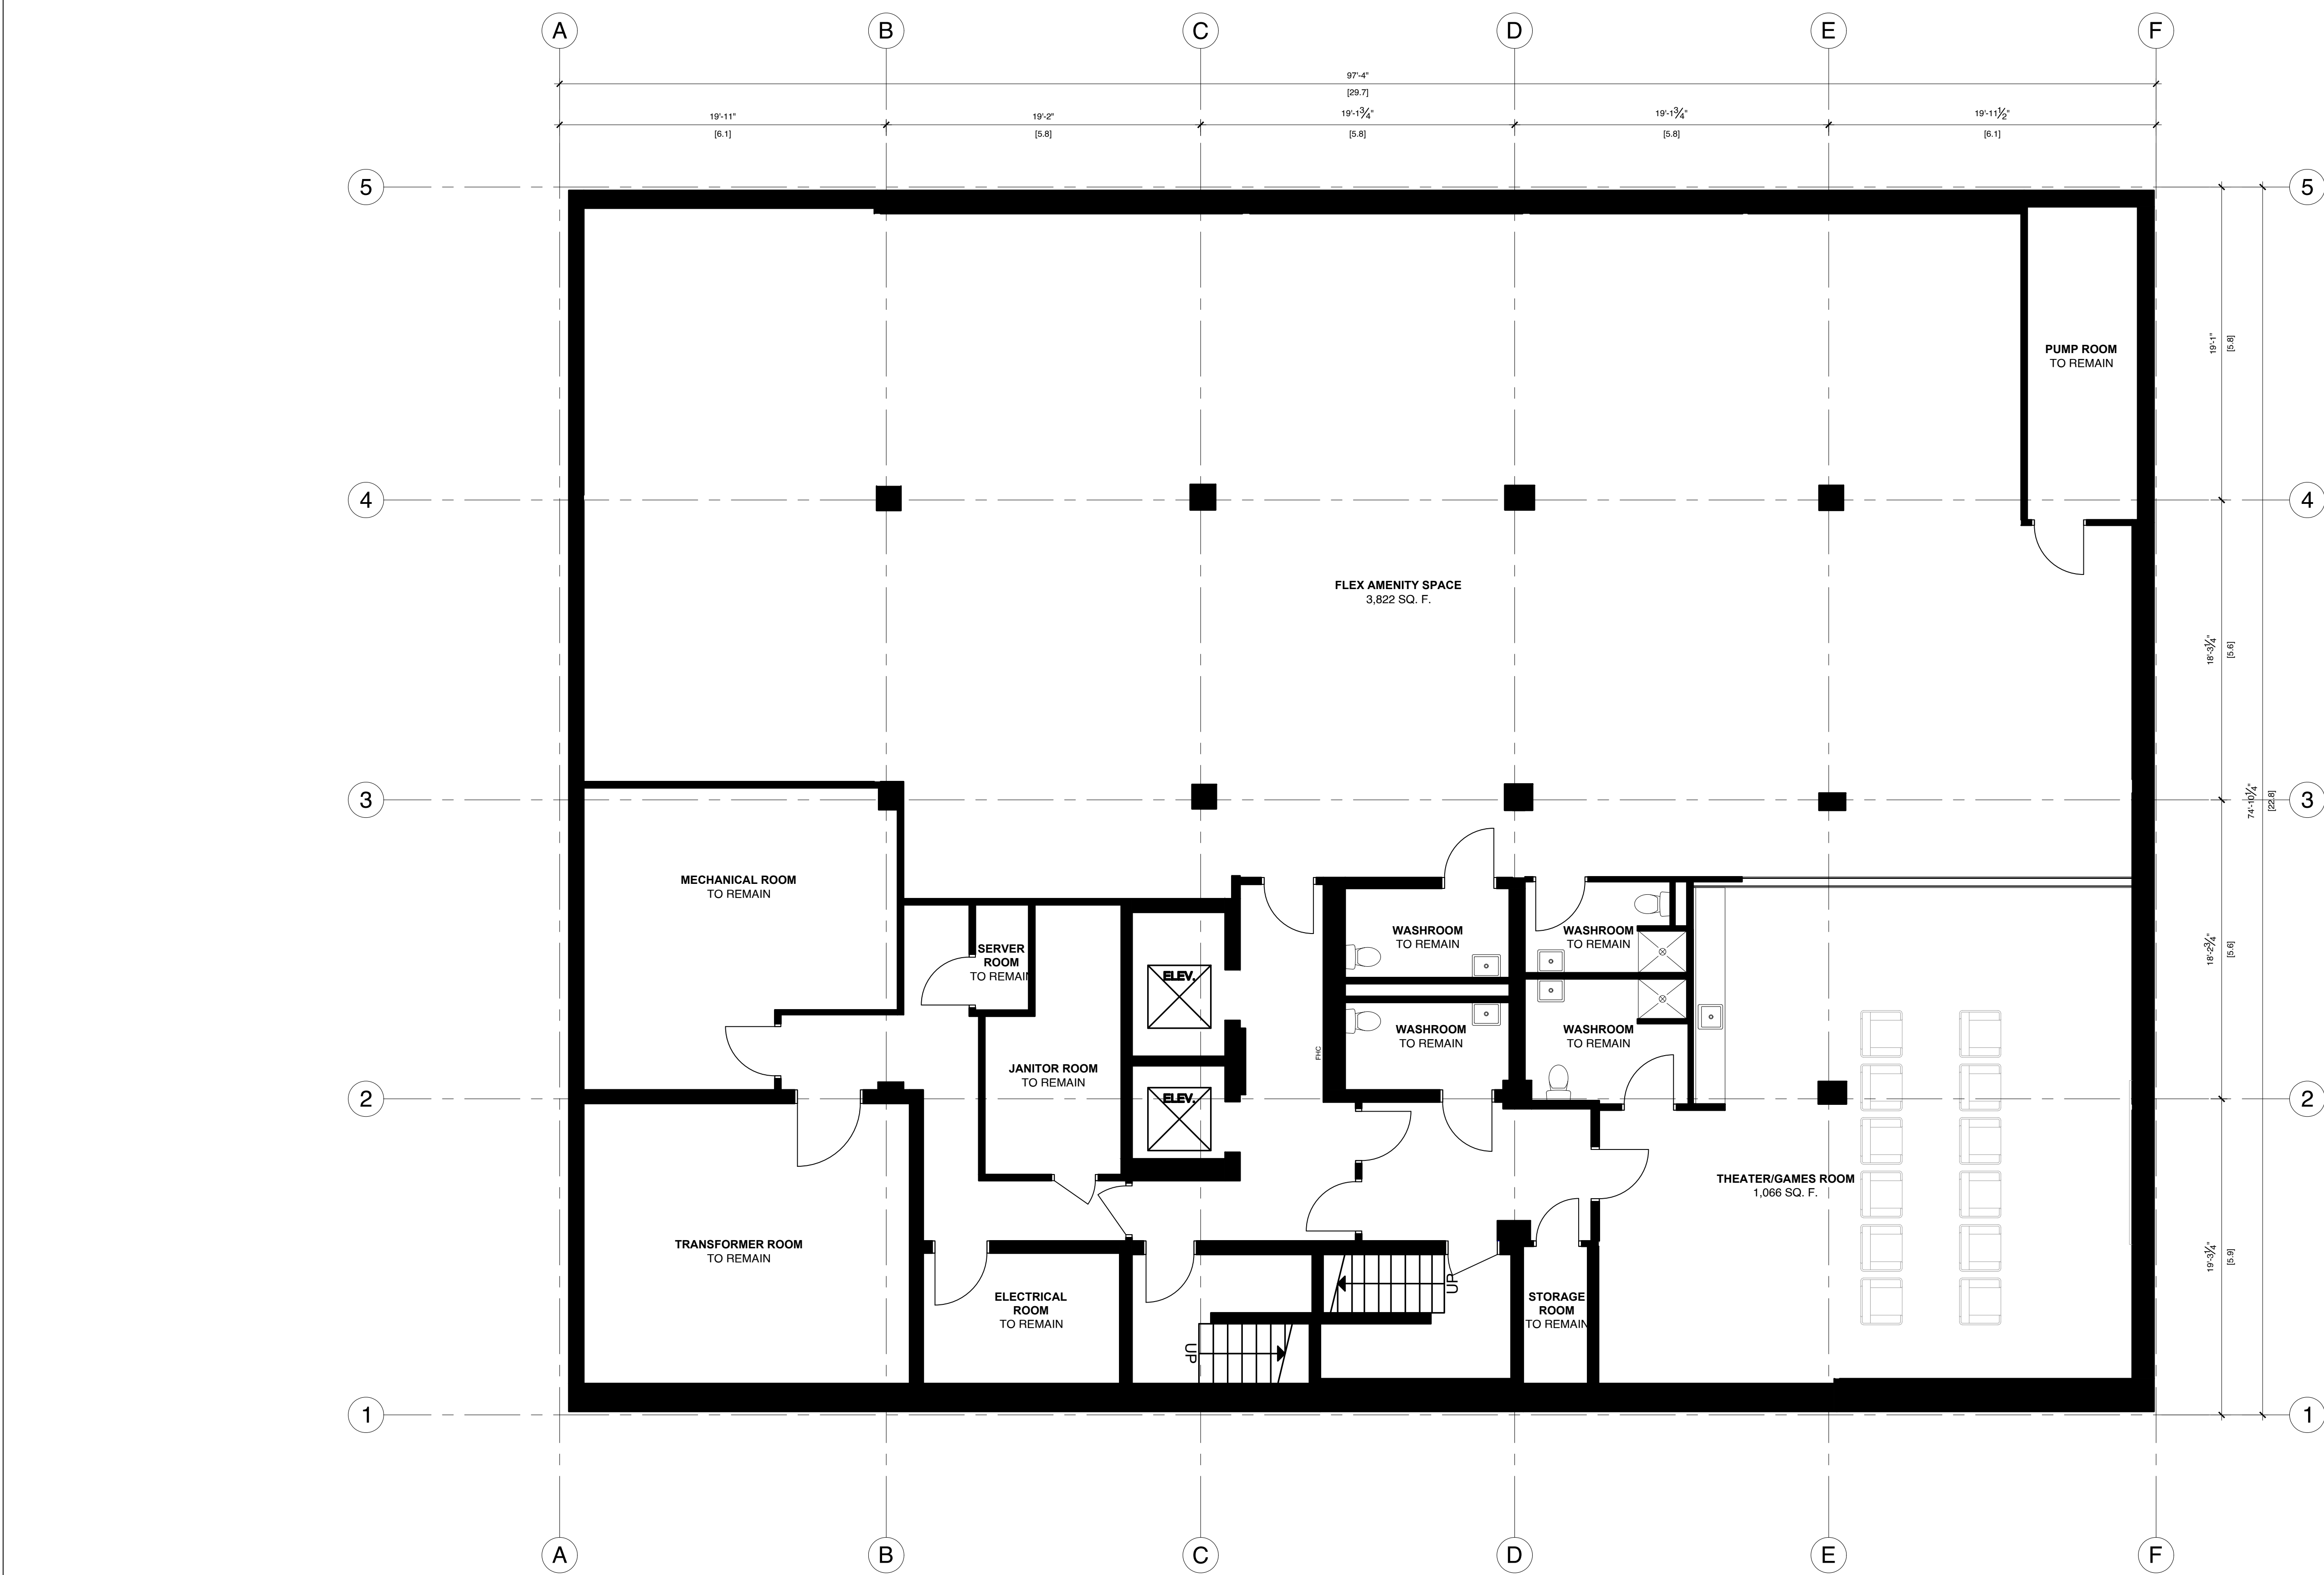 A B C D E F
97'-4"
[29.7]
19'-11" 19'-2" 19'-1¾" 19'-1¾" 19'-11½"
[6.1] [5.8] [5.8] [5.8] [6.1]
5 5
19'-1"
[5.8]
PUMP ROOM
TO REMAIN
4 4
FLEX AMENITY SPACE
3,822 SQ. F.
18'-3¼"
[5.6]
3 3
74'-10¼"
[22.8]
MECHANICAL ROOM
TO REMAIN
SERVER
ROOM
TO REMAIN
ELEV.
WASHROOM
TO REMAIN
WASHROOM
TO REMAIN
18'-2¾"
[5.6]
JANITOR ROOM
TO REMAIN
ELEV.
FHC
WASHROOM
TO REMAIN
WASHROOM
TO REMAIN
2 2
THEATER/GAMES ROOM
1,066 SQ. F.
TRANSFORMER ROOM
TO REMAIN
19'-3¼"
[5.9]
ELECTRICAL
ROOM
TO REMAIN
UP
UP
STORAGE
ROOM
TO REMAIN
1 1
A B C D E F